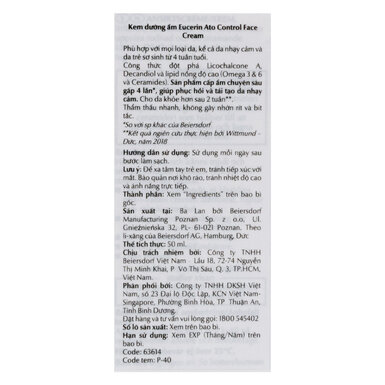 Kem dưỡng ẩm Eucerin Ato Control Face
Cream
Phù hợp với mọi loại da, kể cả da nhạy cảm và
da trẻ sơ sinh từ 4 tuần tuổi.
Công thức đột phá Licochalcone A,
Decandiol và lipid nồng độ cao (Omega 3 & 6
và Ceramides). Sản phẩm cấp ẩm chuyên sâu
gấp 4 lần*, giúp phục hồi và tái tạo da nhạy
cảm. Cho da khỏe hơn sau 2 tuần**.
Thẩm thấu nhanh, không gây nhờn rít và bít
tắc.
*So với sp khác của Beiersdorf
**Kết quả ngiên cứu thực hiện bởi Wittmund -
Đức, năm 2018
Hướng dẫn sử dụng: Sử dụng mỗi ngày sau
bước làm sạch.
Lưu ý: Để xa tầm tay trẻ em, tránh tiếp xúc với
mắt. Bảo quản nơi khô ráo, tránh nhiệt độ cao
và ánh nắng trực tiếp.
Thành phần: Xem "Ingredients" trên bao bì
gốc.
Sản xuất tại: Ba Lan bởi Beiersdorf
Manufacturing Poznan Sp. z o.o, Ul.
Gnieźnieńska 32, PL- 61-021 Poznan. Theo
li-xăng của Beiersdorf AG, Hamburg, Đức
Thể tích thực: 50 ml.
Chịu trách nhiệm bởi: Công ty TNHH
Beiersdorf Việt Nam - Lầu 18, 72-74 Nguyễn
Thị Minh Khai, P Võ Thị Sáu, Q. 3, TP.HCM,
Việt Nam.
Phân phối bởi: Công ty TNHH DKSH Việt
Nam, số 23 Đại lộ Độc Lập, KCN Việt Nam-
Singapore, Phường Bình Hòa, TP Thuận An,
Tỉnh Bình Dương.
Đặt hàng và tư vấn vui lòng gọi: 1800 545402
Số lô sản xuất: Xem trên bao bì.
Hạn sử dụng: Xem EXP (Tháng/Năm) trên
bao bì.
Code: 63614
Code tem: P-40